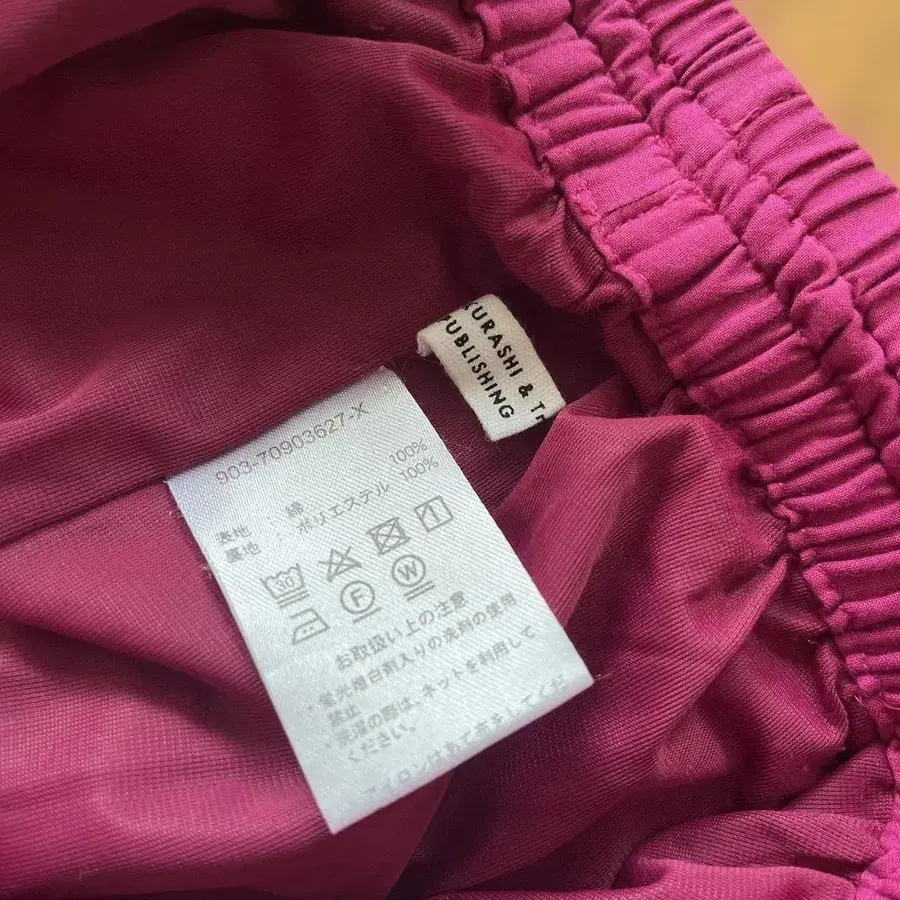 KURASHI & Tr
PUBLISHING
903-70903627-X
表地 : 綿 100%
裏地 : ポリエステル 100%
30
F W
お取扱い上の注意
・蛍光増白剤入りの洗剤の使用
禁止
・洗濯の際は、ネットを利用して
ください。
アイロンはあて布をしてくだ